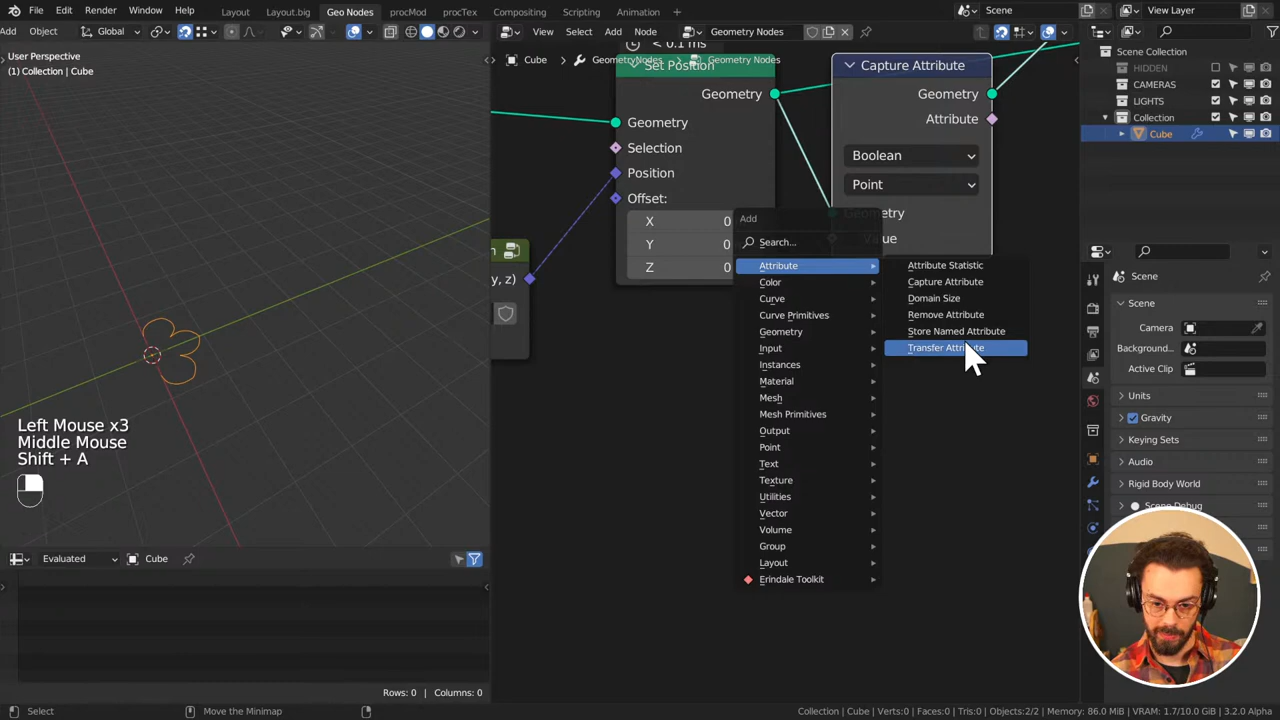 File Edit Render Window Help Layout Layout.big Geo Nodes procMod procTex Compositing Scripting Animation + Scene View Layer
Add Object Global View Select Add Node Geometry Nodes
User Perspective
(1) Collection | Cube
< 0.1 ms
Cube GeometryNodes Geometry Nodes
Set Position
Geometry
Geometry
Selection
Position
Offset:
X 0
Y 0
Z 0
y, z)
Capture Attribute
Geometry
Attribute
Boolean
Point
Geometry
Value
Add
Search...
Attribute
Color
Curve
Curve Primitives
Geometry
Input
Instances
Material
Mesh
Mesh Primitives
Output
Point
Text
Texture
Utilities
Vector
Volume
Group
Layout
Erindale Toolkit
Attribute Statistic
Capture Attribute
Domain Size
Remove Attribute
Store Named Attribute
Transfer Attribute
Scene Collection
HIDDEN
CAMERAS
LIGHTS
Collection
Cube
Scene
Scene
Camera
Background...
Active Clip
Units
Gravity
Keying Sets
Audio
Rigid Body World
Scene Debug
Left Mouse x3
Middle Mouse
Shift + A
Evaluated Cube
Rows: 0 | Columns: 0
Select Move the Minimap Collection | Cube | Verts:0 | Faces:0 | Tris:0 | Objects:2/2 | Memory: 86.0 MiB | VRAM: 1.7/10.0 GiB | 3.2.0 Alpha